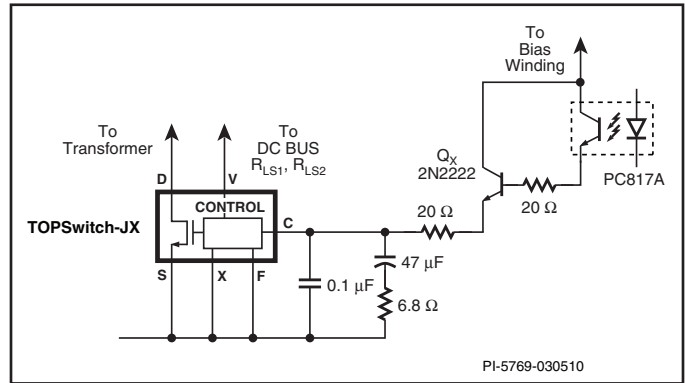 To
Bias
Winding
To
Transformer
To
DC BUS
R_LS1, R_LS2
Q_X
2N2222
PC817A
D
V
CONTROL
TOPSwitch-JX
C
20 Ω
20 Ω
S
X
F
0.1 μF
47 μF
6.8 Ω
PI-5769-030510